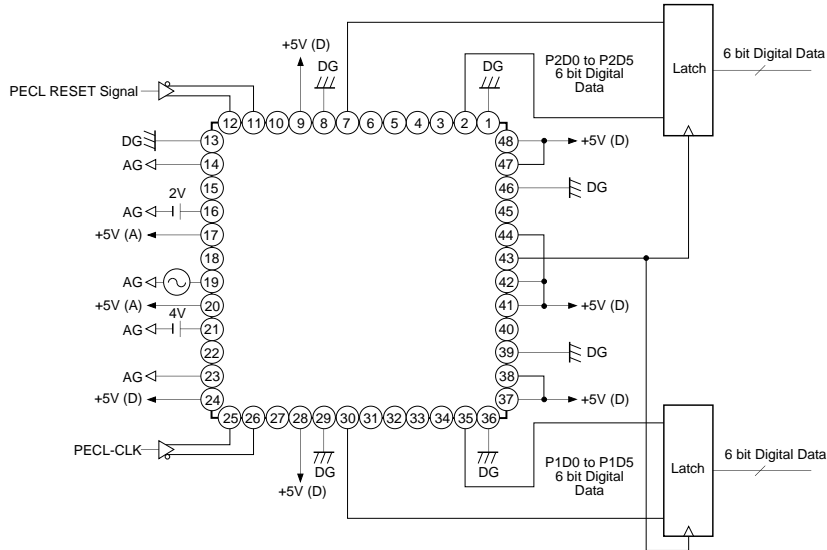 +5V (D)
DG
P2D0 to P2D5
6 bit Digital
Data
DG
Latch
6 bit Digital Data
PECL RESET Signal
12 11 10 9 8 7 6 5 4 3 2 1
DG 13 48 +5V (D)
AG 14 47
15 46 DG
2V
AG 16 45
+5V (A) 17 44
18 43
AG 19 42
+5V (A) 20 41 +5V (D)
4V
AG 21 40
22 39 DG
AG 23 38
+5V (D) 24 37 +5V (D)
25 26 27 28 29 30 31 32 33 34 35 36
PECL-CLK
DG
+5V (D)
DG
P1D0 to P1D5
6 bit Digital
Data
Latch
6 bit Digital Data